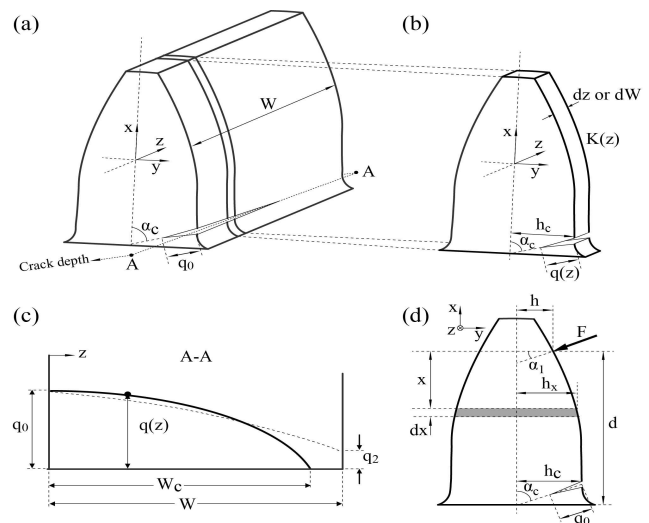 (a)
W
x
z
y
α_c
A
A
Crack depth
q_0
(b)
dz or dW
K(z)
x
z
y
h_c
α_c
q(z)
(c)
z
A-A
q_0
q(z)
q_2
W_c
W
(d)
x
z
y
h
F
α_1
x
h_x
dx
d
h_c
α_c
q_0